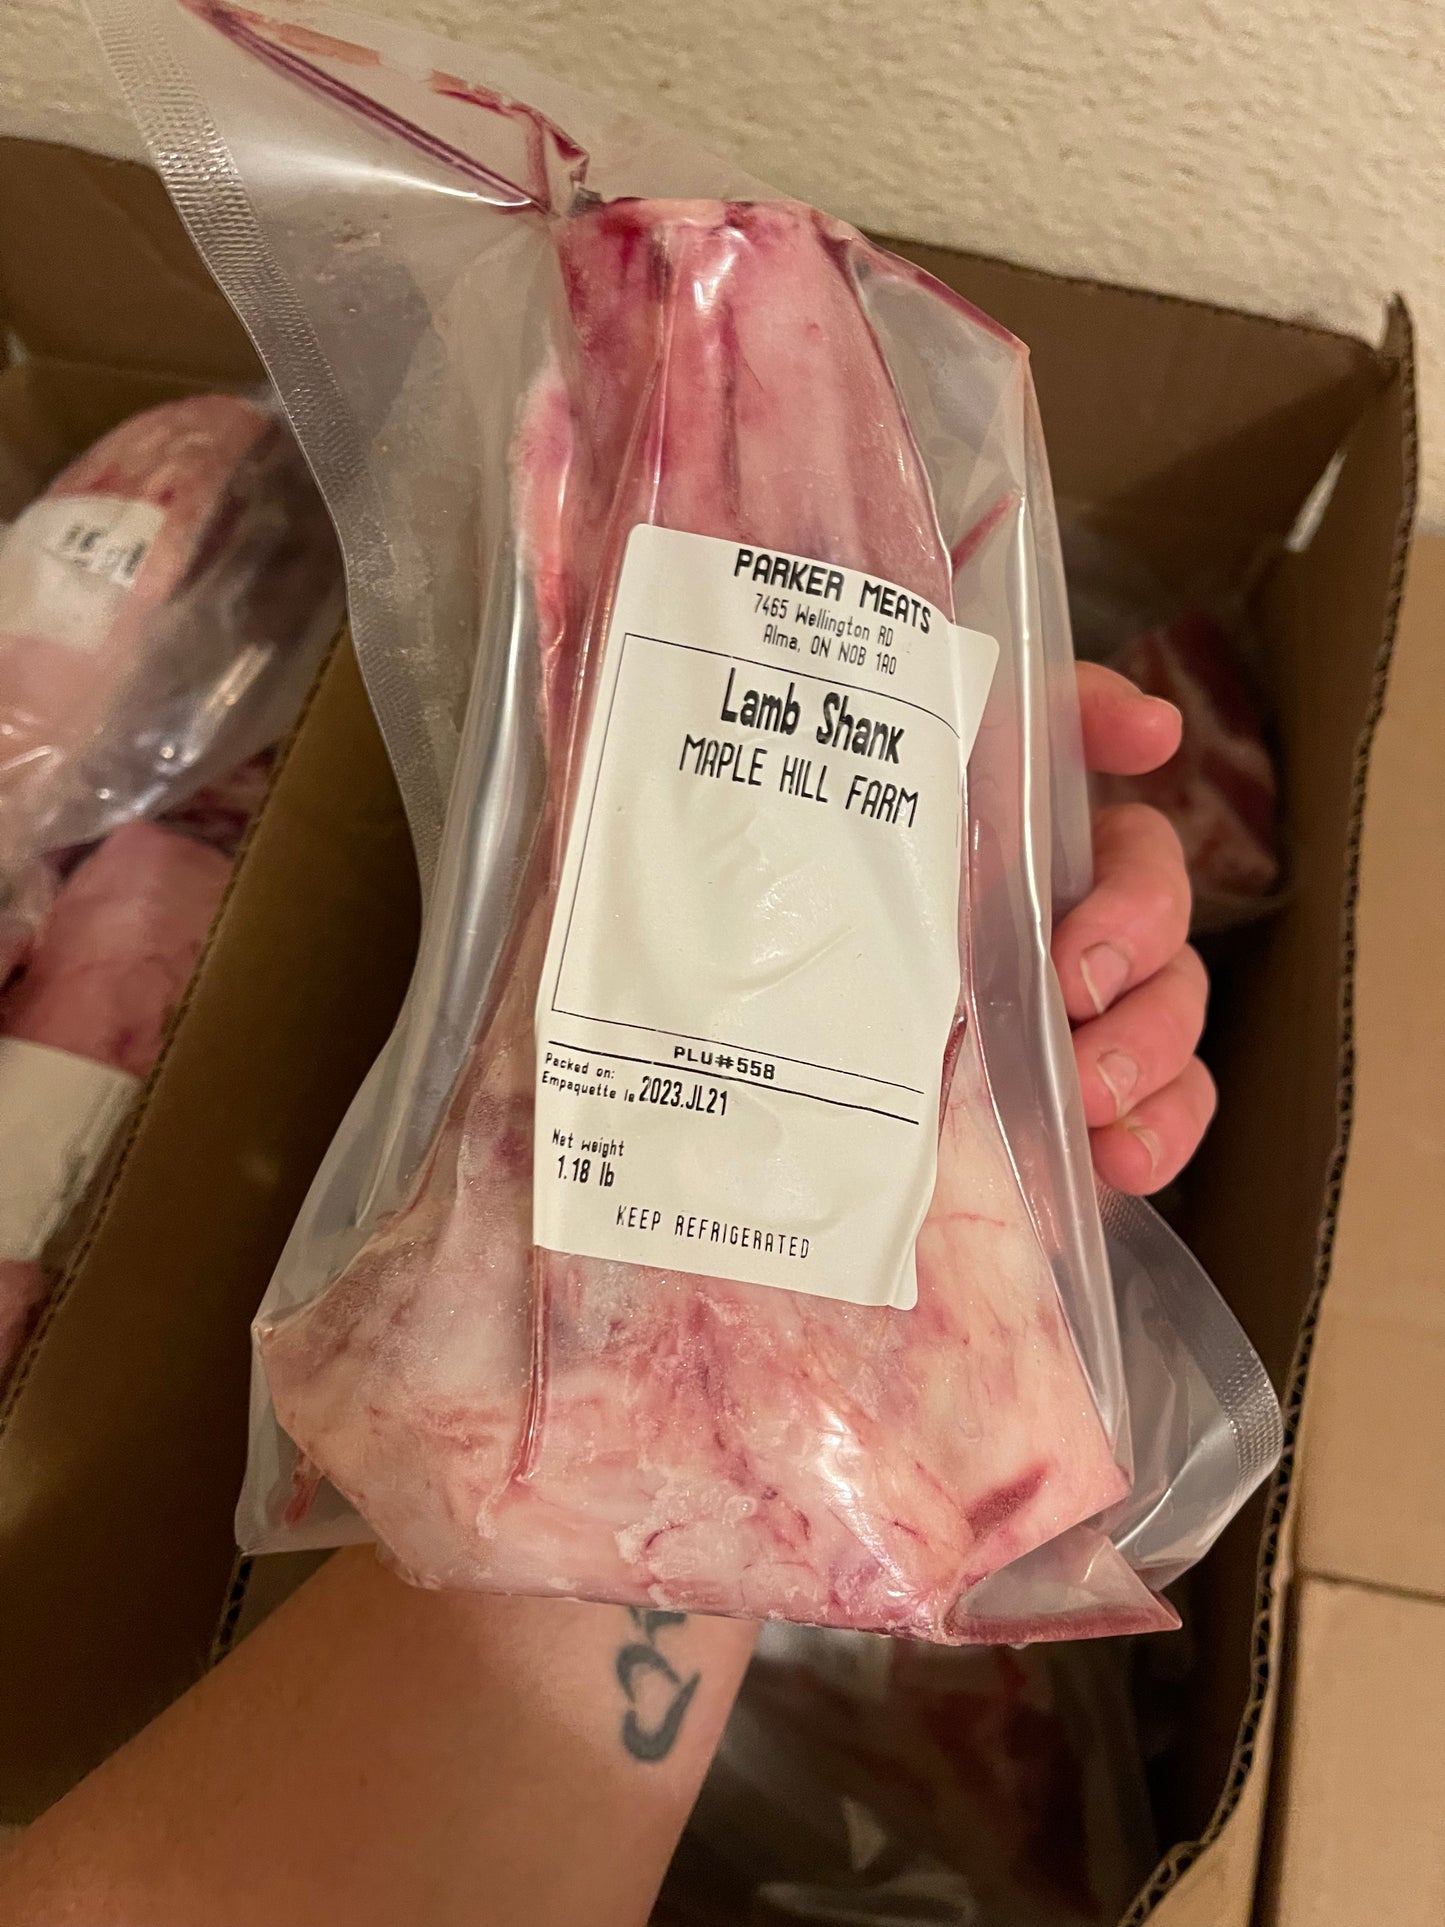 PARKER MEATS
7465 Wellington RD
Alma, ON N0B 1A0
Lamb Shank
MAPLE HILL FARM
PLU#558
Packed on:
Empaquette le 2023.JL21
Net weight
1.18 lb
KEEP REFRIGERATED